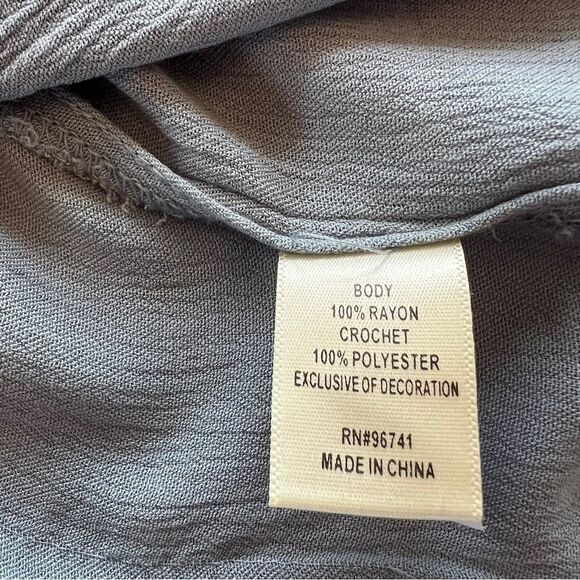 BODY
100% RAYON
CROCHET
100% POLYESTER
EXCLUSIVE OF DECORATION
RN#96741
MADE IN CHINA